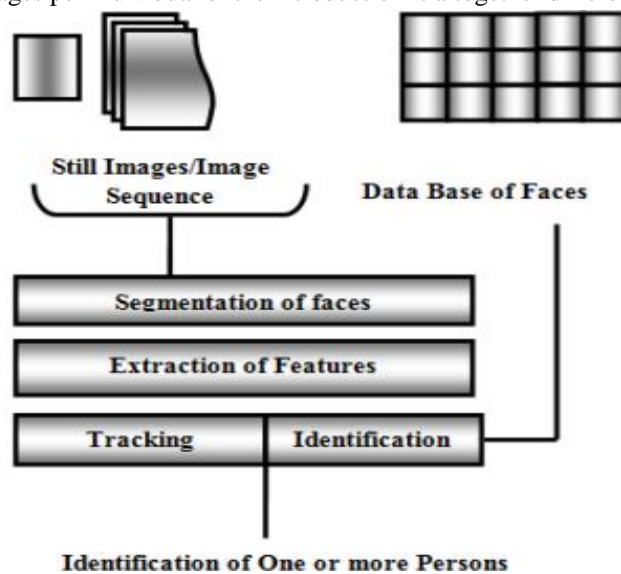 Still Images/Image
Sequence
Data Base of Faces
Segmentation of faces
Extraction of Features
Tracking
Identification
Identification of One or more Persons